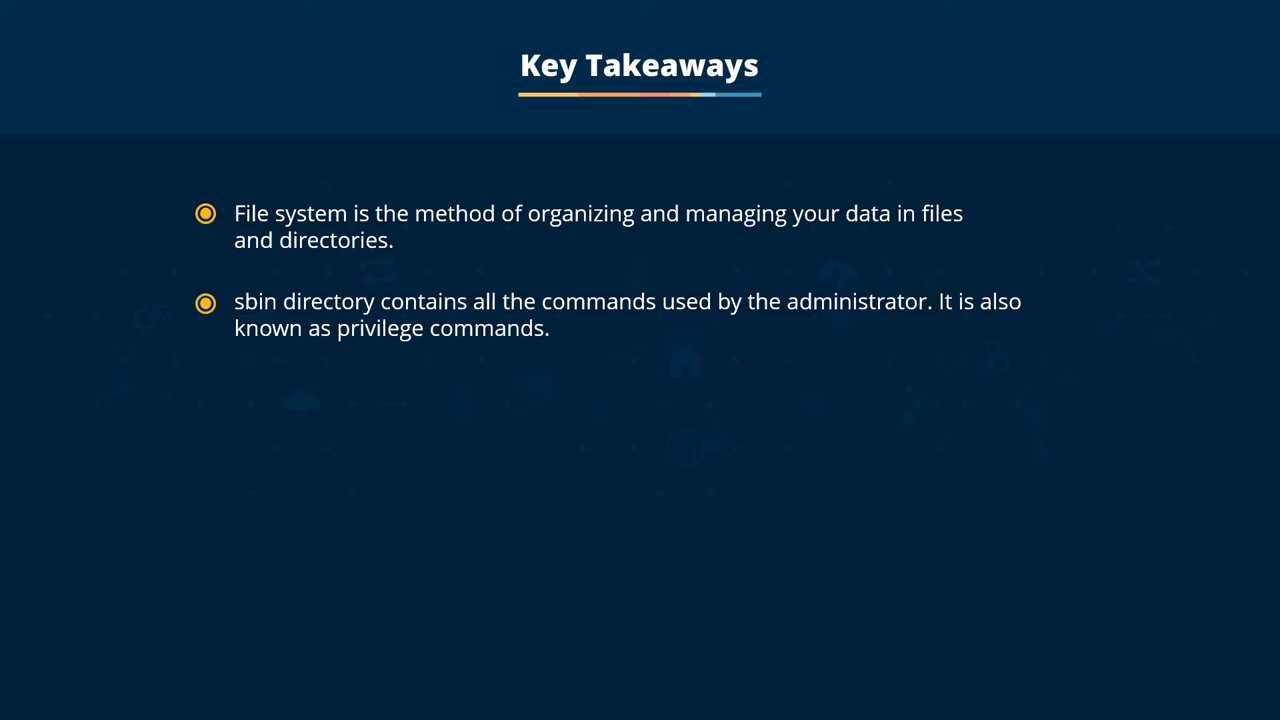 Key Takeaways
File system is the method of organizing and managing your data in files
and directories.
sbin directory contains all the commands used by the administrator. It is also
known as privilege commands.